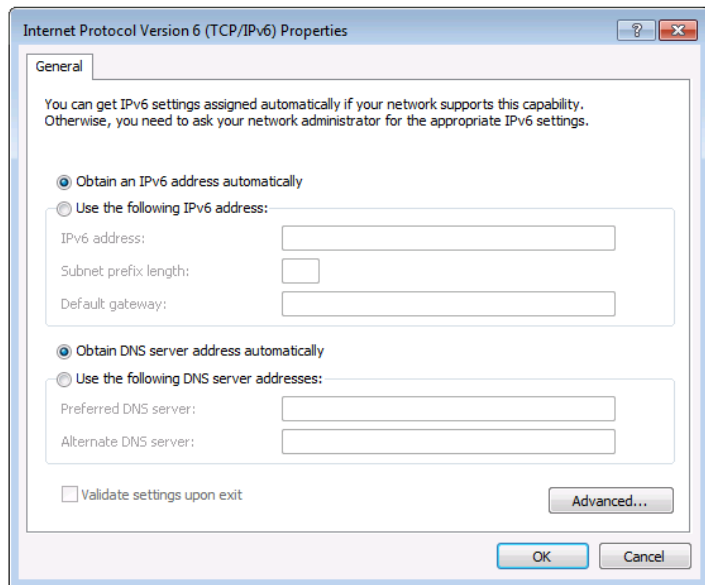 Internet Protocol Version 6 (TCP/IPv6) Properties
General
You can get IPv6 settings assigned automatically if your network supports this capability.
Otherwise, you need to ask your network administrator for the appropriate IPv6 settings.
Obtain an IPv6 address automatically
Use the following IPv6 address:
IPv6 address:
Subnet prefix length:
Default gateway:
Obtain DNS server address automatically
Use the following DNS server addresses:
Preferred DNS server:
Alternate DNS server:
Validate settings upon exit
Advanced...
OK
Cancel